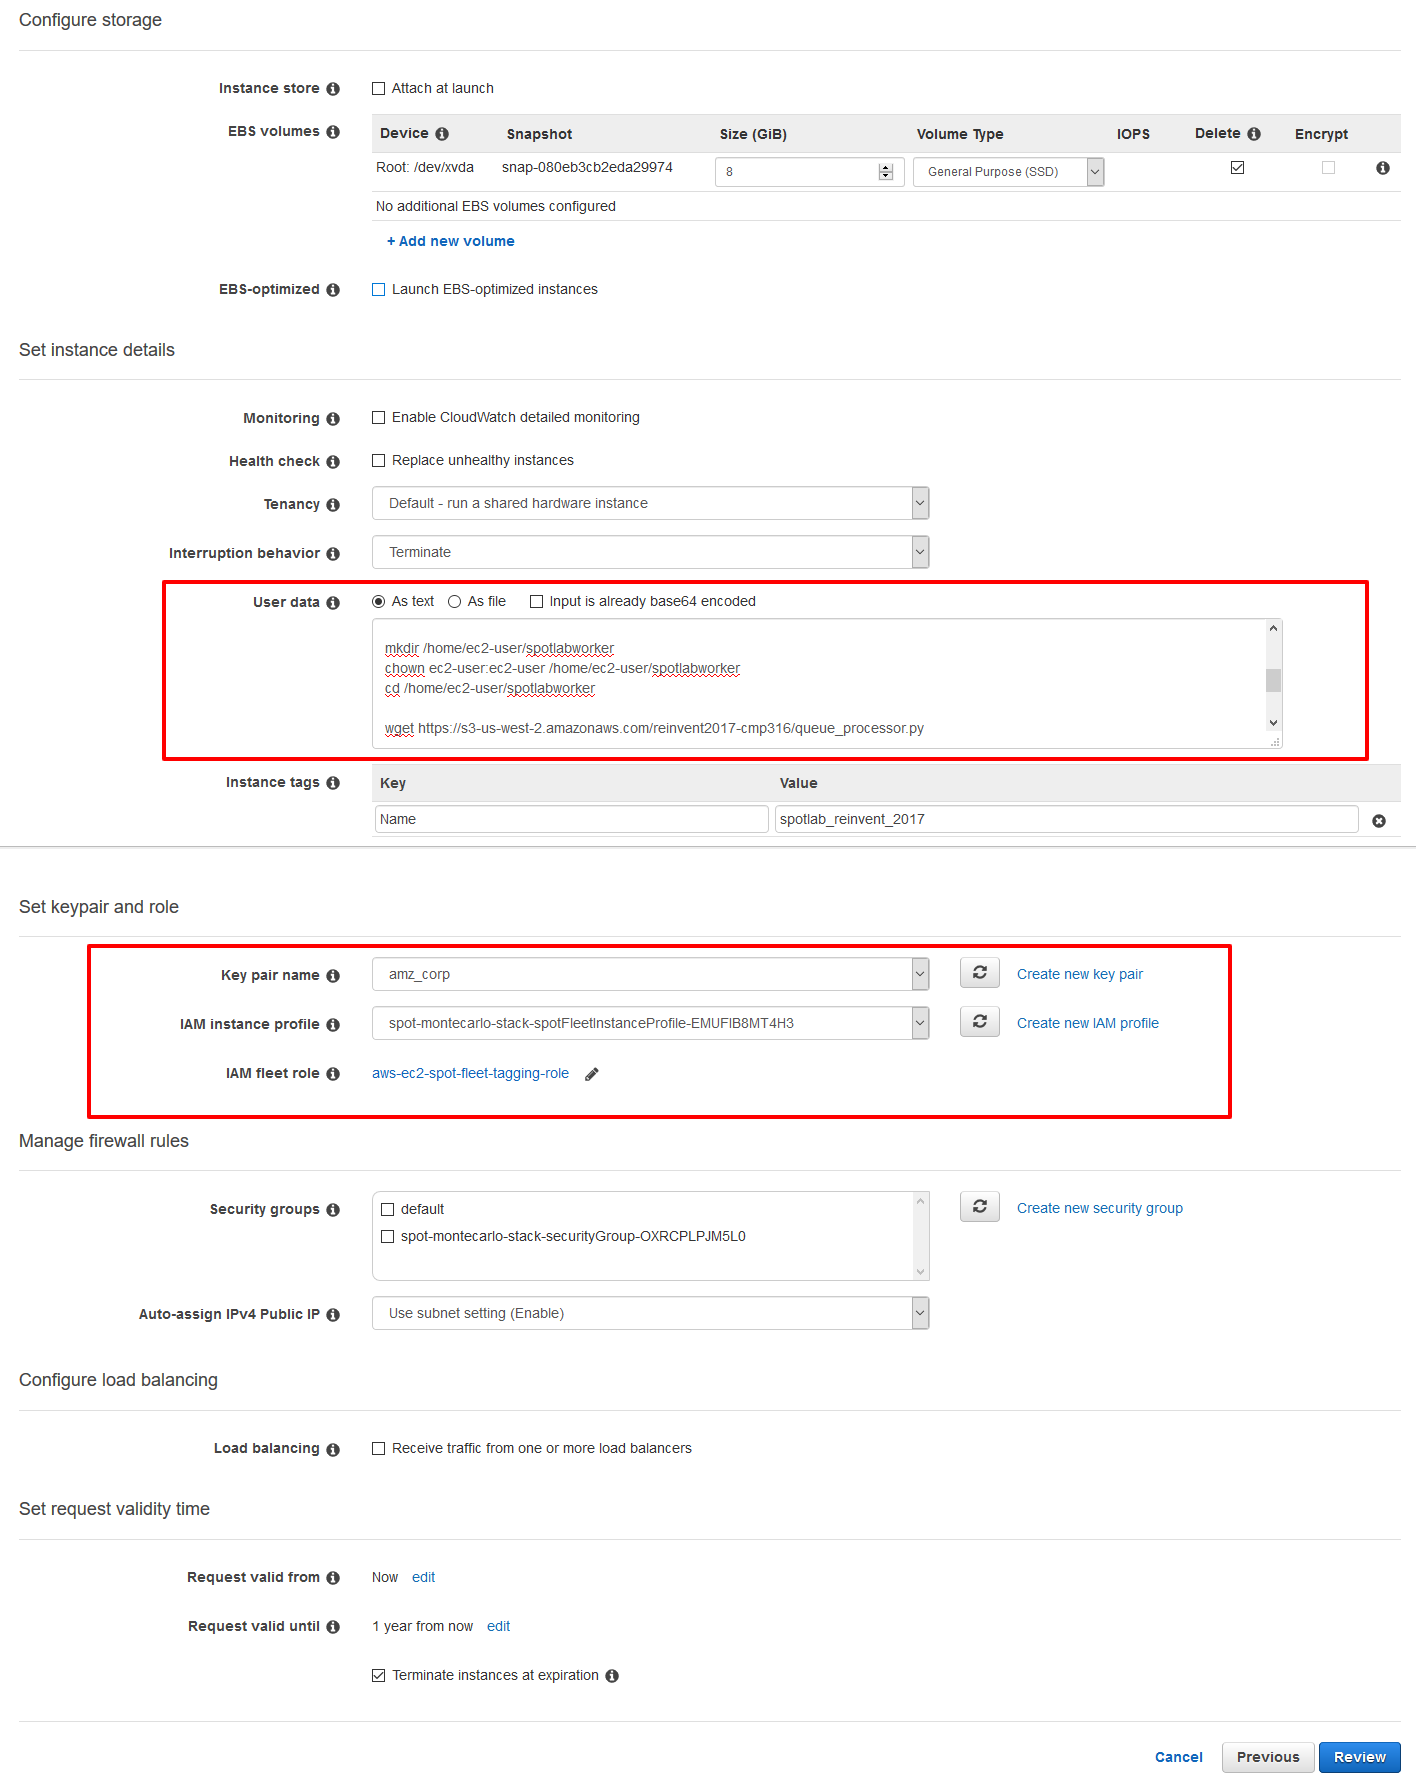 Configure storage
Instance store Attach at launch
EBS volumes Device Snapshot Size (GiB) Volume Type IOPS Delete Encrypt
Root: /dev/xvda snap-080eb3cb2eda29974 8 General Purpose (SSD)
No additional EBS volumes configured
+ Add new volume
EBS-optimized Launch EBS-optimized instances
Set instance details
Monitoring Enable CloudWatch detailed monitoring
Health check Replace unhealthy instances
Tenancy Default - run a shared hardware instance
Interruption behavior Terminate
User data As text As file Input is already base64 encoded
mkdir /home/ec2-user/spotlabworker
chown ec2-user:ec2-user /home/ec2-user/spotlabworker
cd /home/ec2-user/spotlabworker
wget https://s3-us-west-2.amazonaws.com/reinvent2017-cmp316/queue_processor.py
Instance tags Key Value
Name spotlab_reinvent_2017
Set keypair and role
Key pair name amz_corp Create new key pair
IAM instance profile spot-montecarlo-stack-spotFleetInstanceProfile-EMUFIB8MT4H3 Create new IAM profile
IAM fleet role aws-ec2-spot-fleet-tagging-role
Manage firewall rules
Security groups default Create new security group
spot-montecarlo-stack-securityGroup-OXRCPLPJM5L0
Auto-assign IPv4 Public IP Use subnet setting (Enable)
Configure load balancing
Load balancing Receive traffic from one or more load balancers
Set request validity time
Request valid from Now edit
Request valid until 1 year from now edit
Terminate instances at expiration
Cancel Previous Review